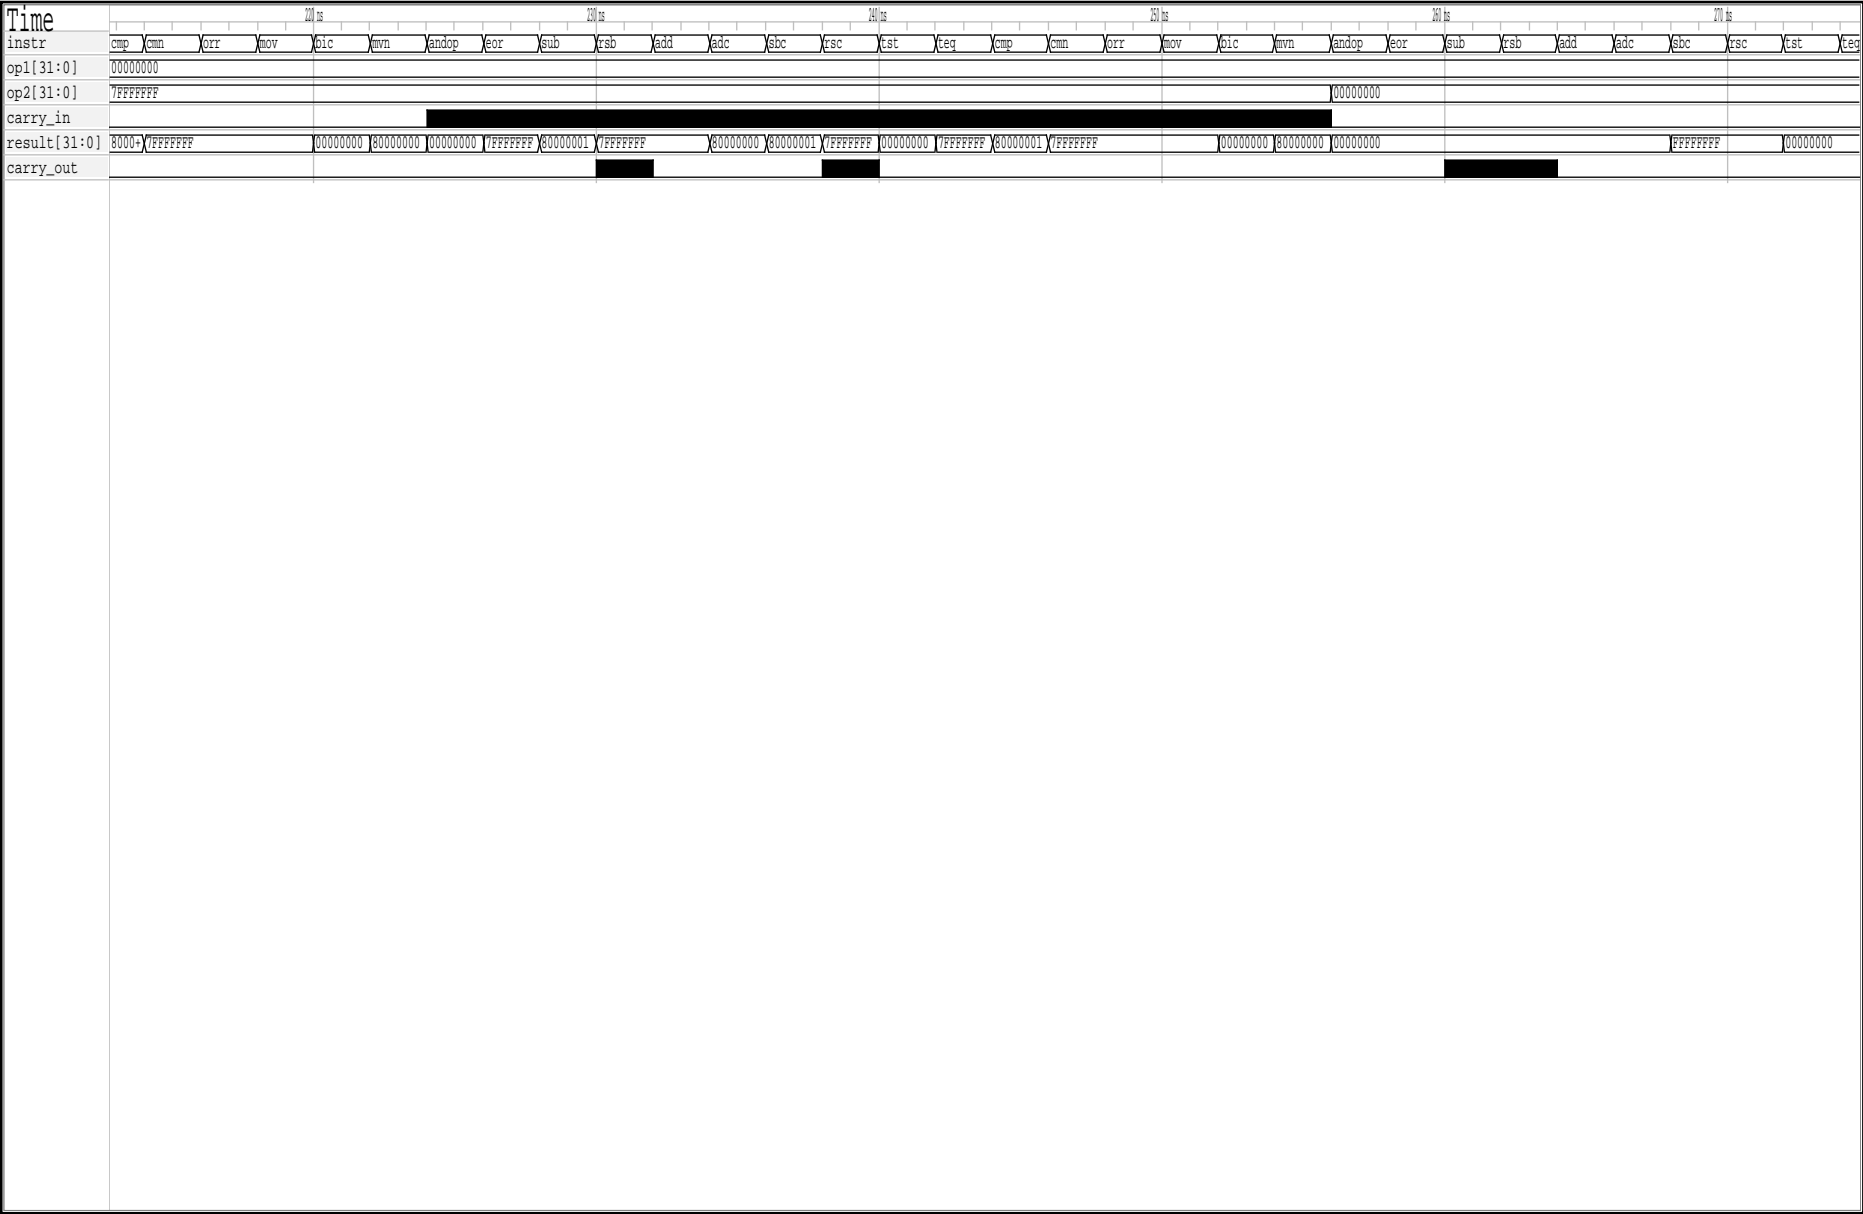 Time 220 ns 230 ns 240 ns 250 ns 260 ns 270 ns
instr cmp cmn orr mov bic mvn andop eor sub rsb add adc sbc rsc tst teq cmp cmn orr mov bic mvn andop eor sub rsb add adc sbc rsc tst teq
op1[31:0] 00000000
op2[31:0] 7FFFFFFF 00000000
carry_in
result[31:0] 8000+ 7FFFFFFF 00000000 80000000 00000000 7FFFFFFF 80000001 7FFFFFFF 80000000 80000001 7FFFFFFF 00000000 7FFFFFFF 80000001 7FFFFFFF 00000000 80000000 00000000 FFFFFFFF 00000000
carry_out